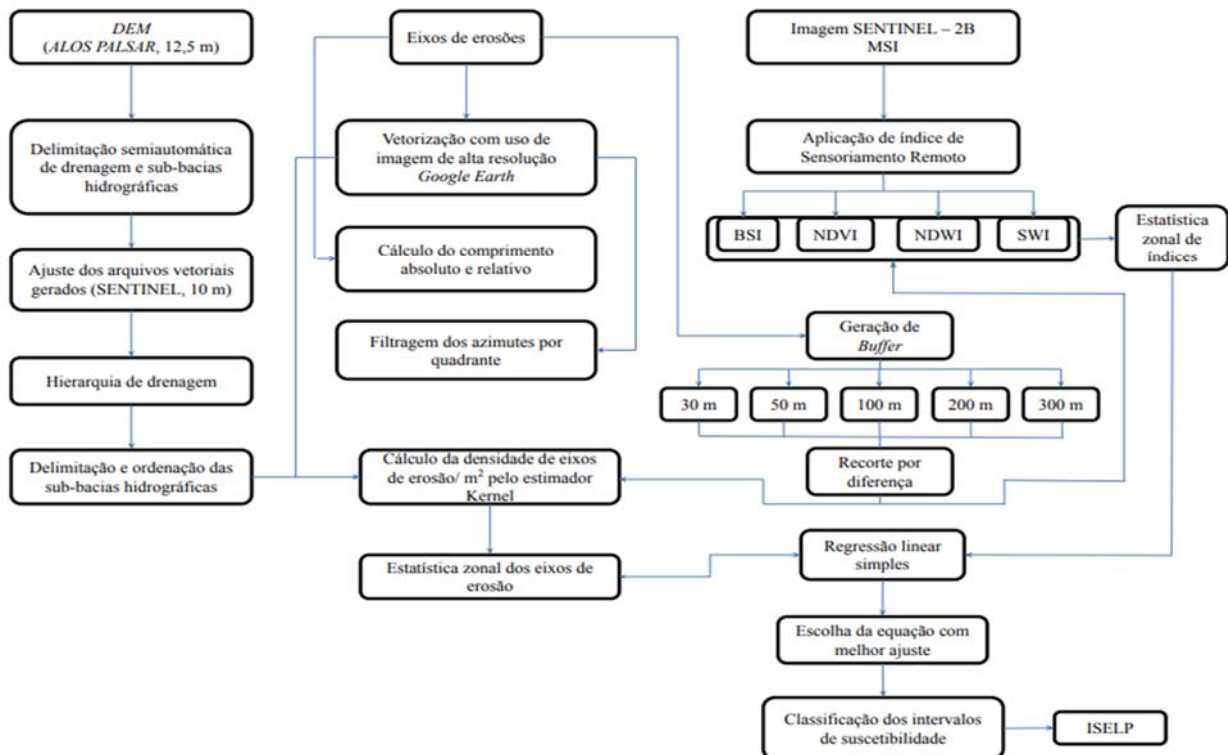 DEM
(ALOS PALSAR, 12,5 m)
Delimitação semiautomática
de drenagem e sub-bacias
hidrográficas
Ajuste dos arquivos vetoriais
gerados (SENTINEL, 10 m)
Hierarquia de drenagem
Delimitação e ordenação das
sub-bacias hidrográficas
Eixos de erosões
Vetorização com uso de
imagem de alta resolução
Google Earth
Cálculo do comprimento
absoluto e relativo
Filtragem dos azimutes por
quadrante
Cálculo da densidade de eixos
de erosão/ m² pelo estimador
Kernel
Estatística zonal dos eixos de
erosão
Imagem SENTINEL – 2B
MSI
Aplicação de índice de
Sensoriamento Remoto
BSI
NDVI
NDWI
SWI
Estatística
zonal de
índices
Geração de
Buffer
30 m
50 m
100 m
200 m
300 m
Recorte por
diferença
Regressão linear
simples
Escolha da equação com
melhor ajuste
Classificação dos intervalos
de suscetibilidade
ISELP